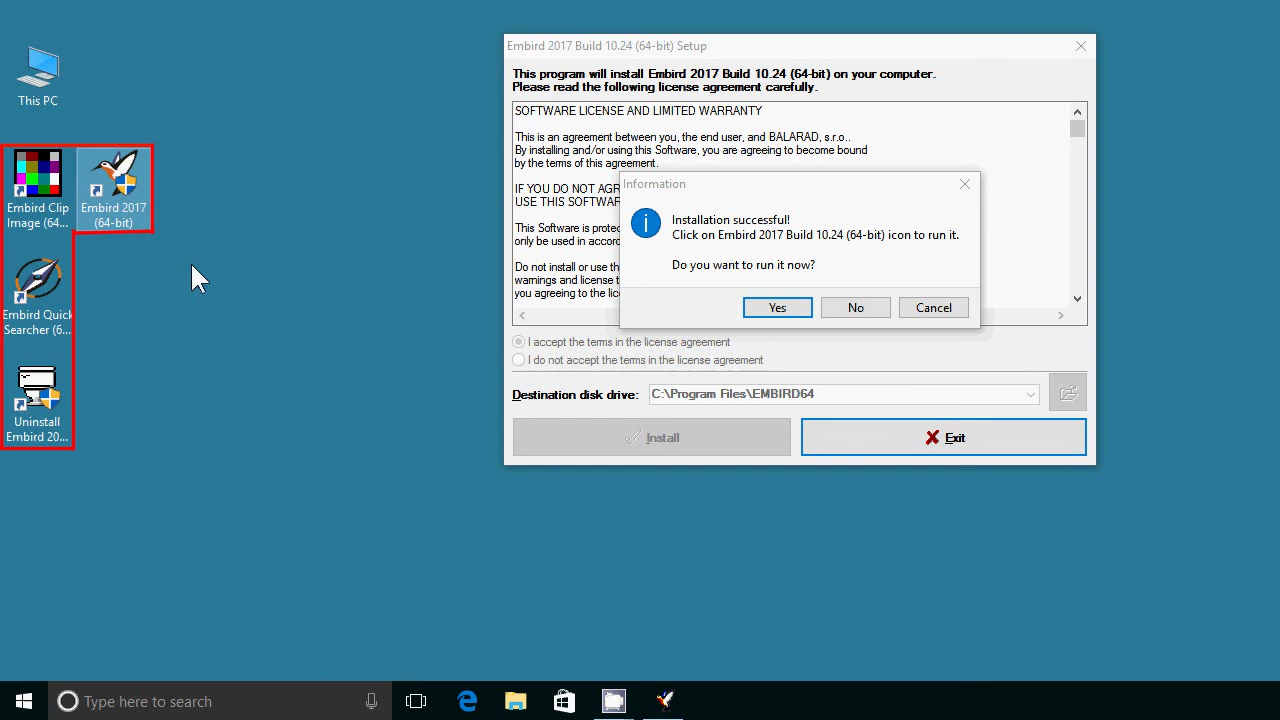 This PC
Embird Clip
Image (64...
Embird 2017
(64-bit)
Embird Quick
Searcher (6...
Uninstall
Embird 20...
Embird 2017 Build 10.24 (64-bit) Setup
This program will install Embird 2017 Build 10.24 (64-bit) on your computer.
Please read the following license agreement carefully.
SOFTWARE LICENSE AND LIMITED WARRANTY
This is an agreement between you, the end user, and BALARAD, s.r.o..
By installing and/or using this Software, you are agreeing to become bound
by the terms of this agreement.
IF YOU DO NOT AGR
USE THIS SOFTWAR
This Software is protec
only be used in accord
Do not install or use the
warnings and license t
you agreeing to the lic
Information
Installation successful!
Click on Embird 2017 Build 10.24 (64-bit) icon to run it.
Do you want to run it now?
Yes
No
Cancel
I accept the terms in the license agreement
I do not accept the terms in the license agreement
Destination disk drive:
C:\Program Files\EMBIRD64
Install
Exit
Type here to search